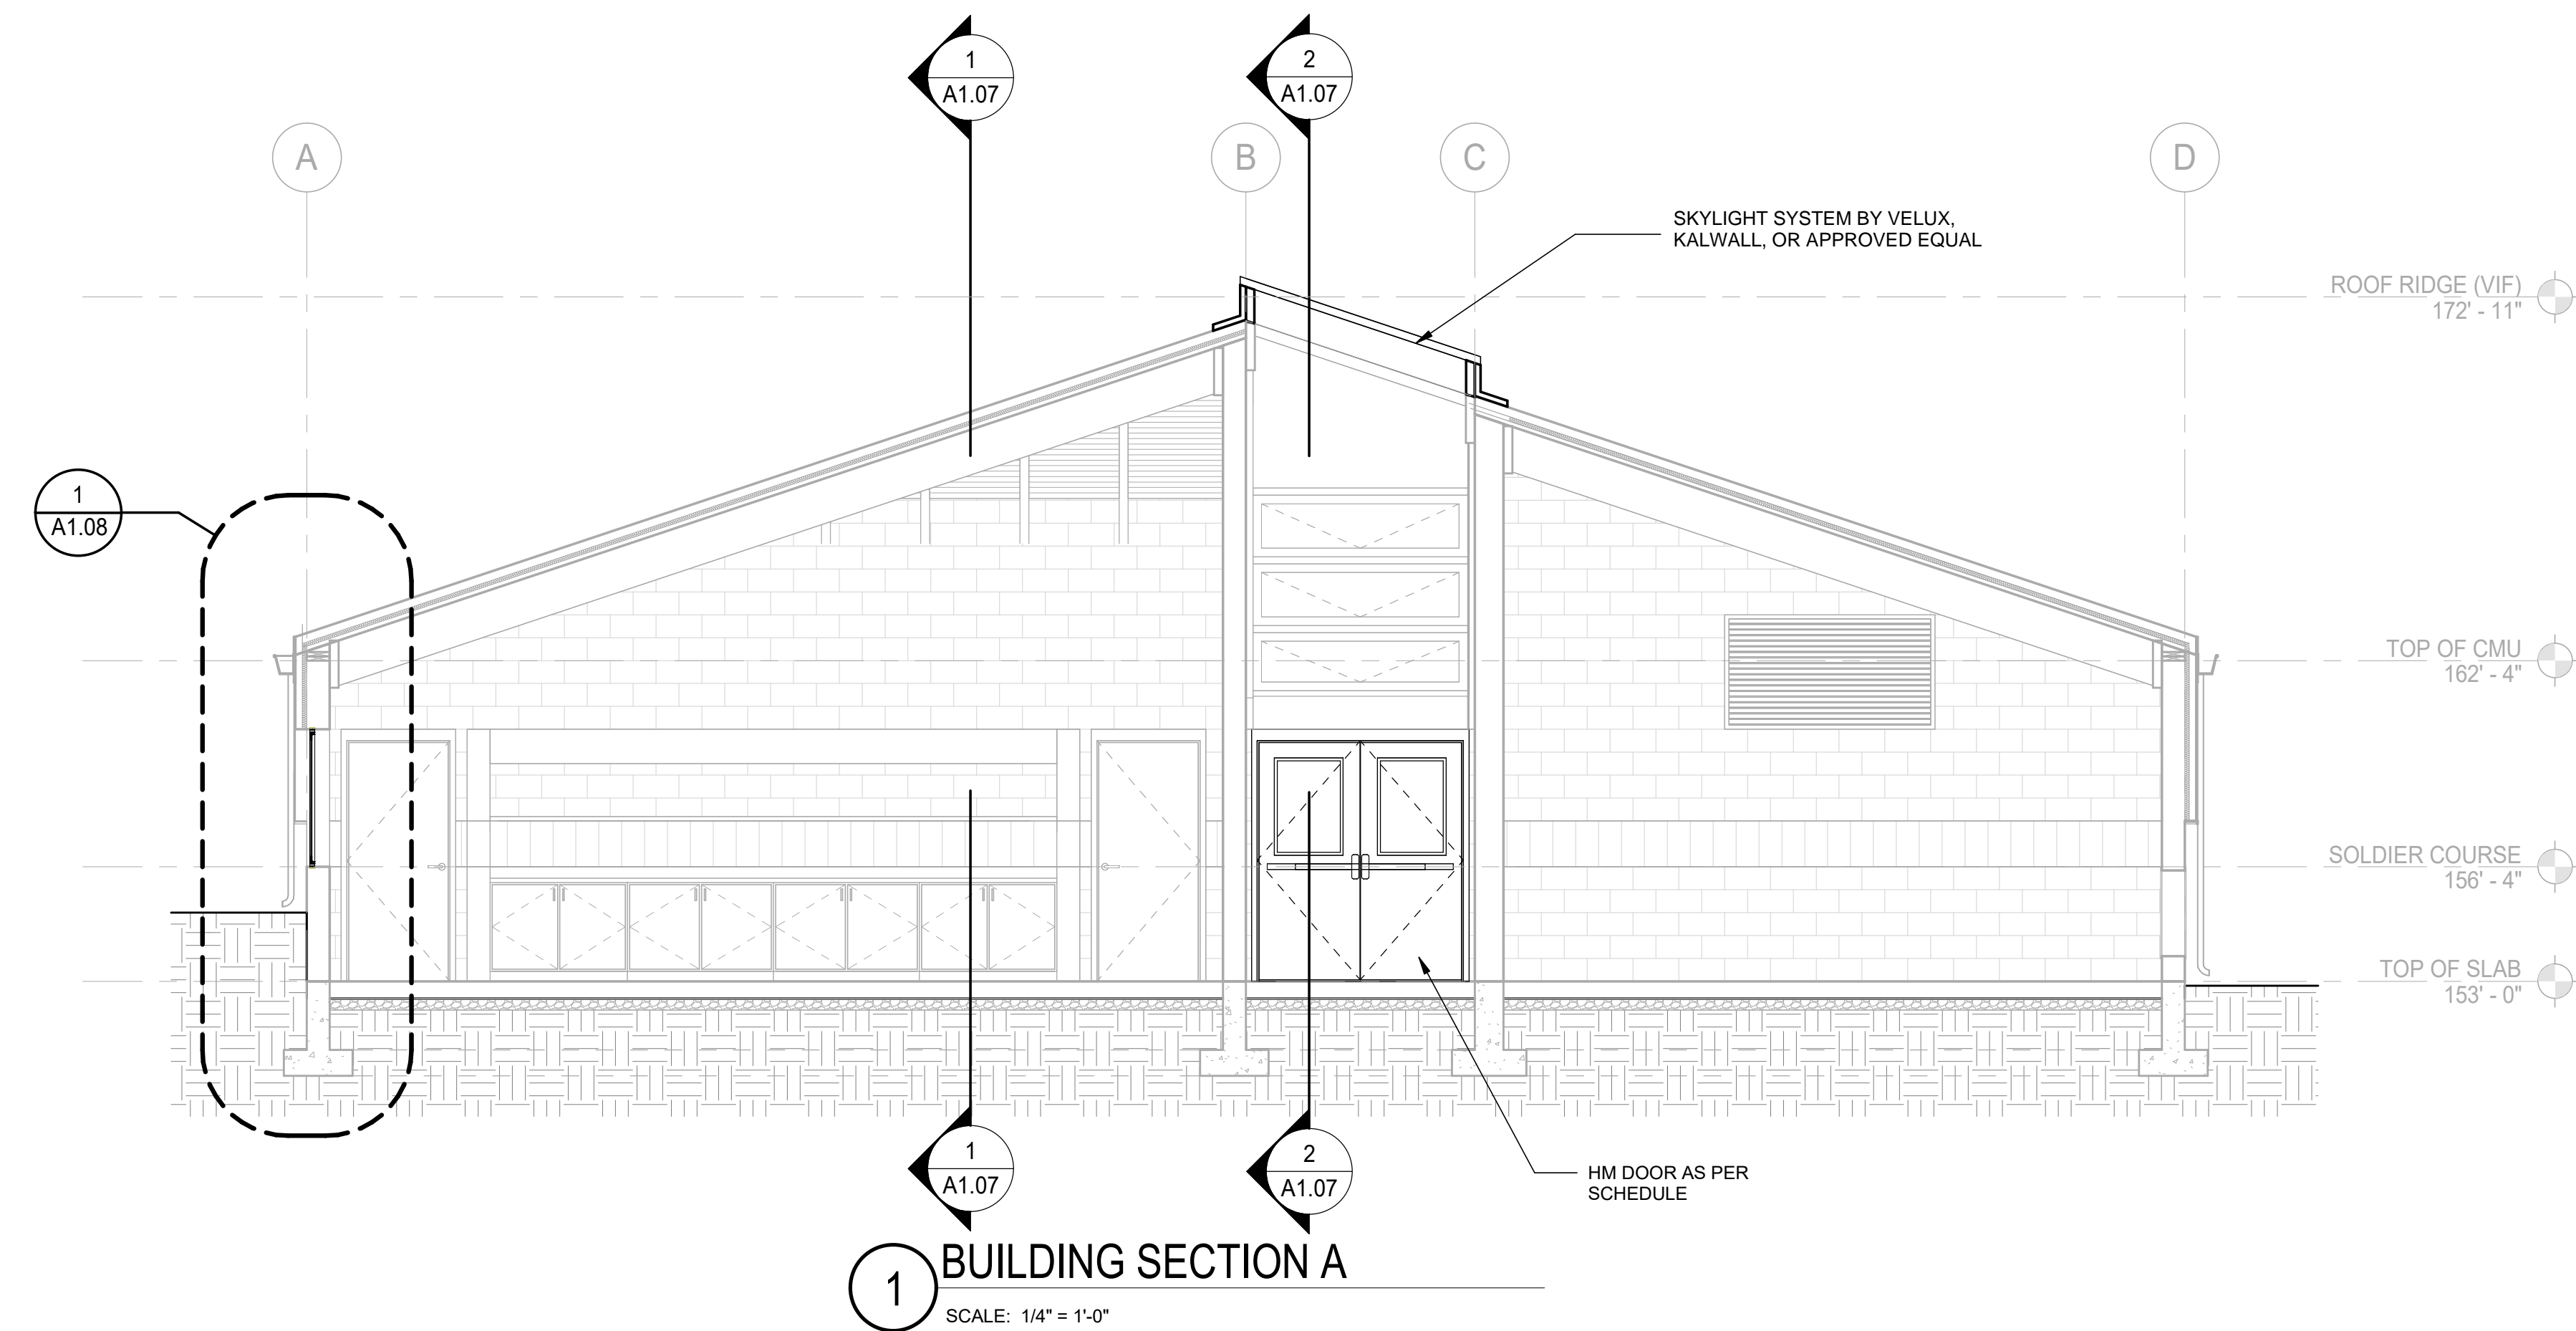 1
A1.07
2
A1.07
A
B
C
D
SKYLIGHT SYSTEM BY VELUX,
KALWALL, OR APPROVED EQUAL
ROOF RIDGE (VIF)
172' - 11"
1
A1.08
TOP OF CMU
162' - 4"
SOLDIER COURSE
156' - 4"
TOP OF SLAB
153' - 0"
1
A1.07
2
A1.07
HM DOOR AS PER
SCHEDULE
1
BUILDING SECTION A
SCALE: 1/4" = 1'-0"